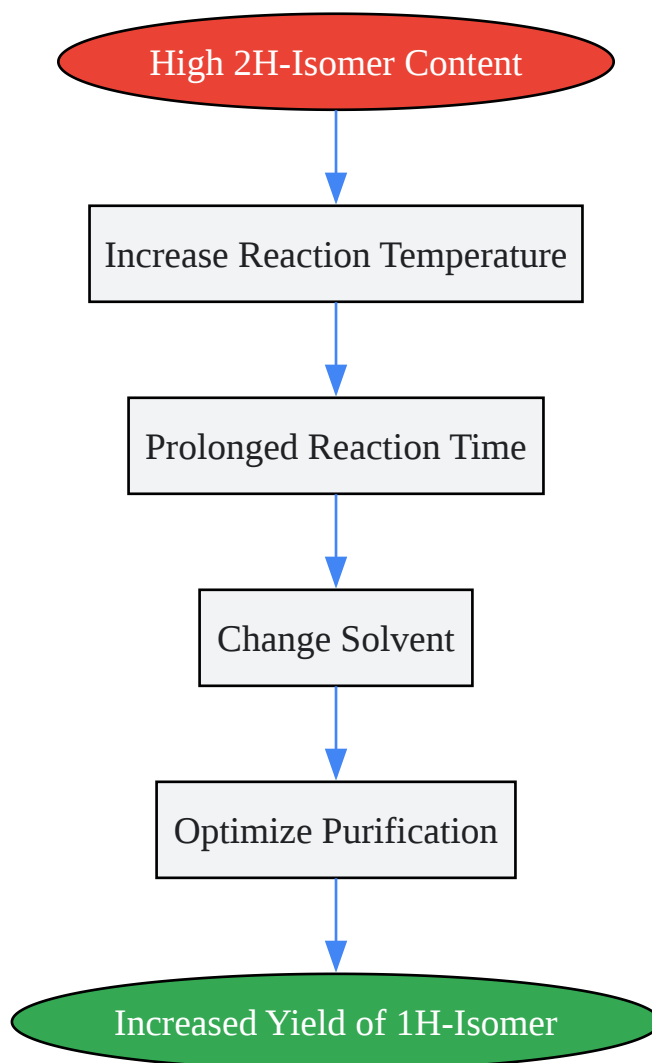 High 2H-Isomer Content
Increase Reaction Temperature
Prolonged Reaction Time
Change Solvent
Optimize Purification
Increased Yield of 1H-Isomer